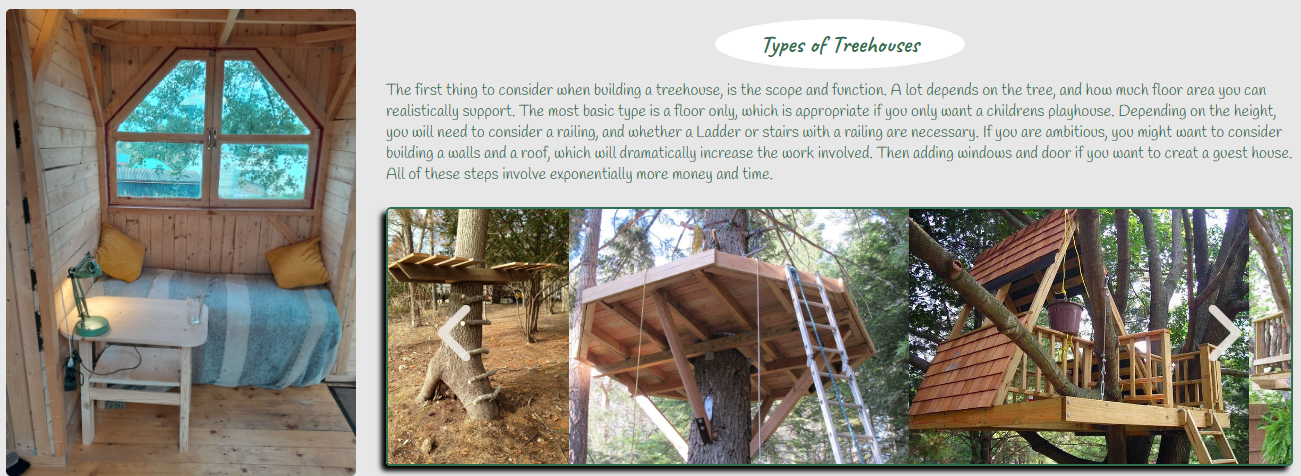 Types of Treehouses
The first thing to consider when building a treehouse, is the scope and function. A lot depends on the tree, and how much floor area you can
realistically support. The most basic type is a floor only, which is appropriate if you only want a childrens playhouse. Depending on the height,
you will need to consider a railing, and whether a Ladder or stairs with a railing are necessary. If you are ambitious, you might want to consider
building a walls and a roof, which will dramatically increase the work involved. Then adding windows and door if you want to creat a guest house.
All of these steps involve exponentially more money and time.